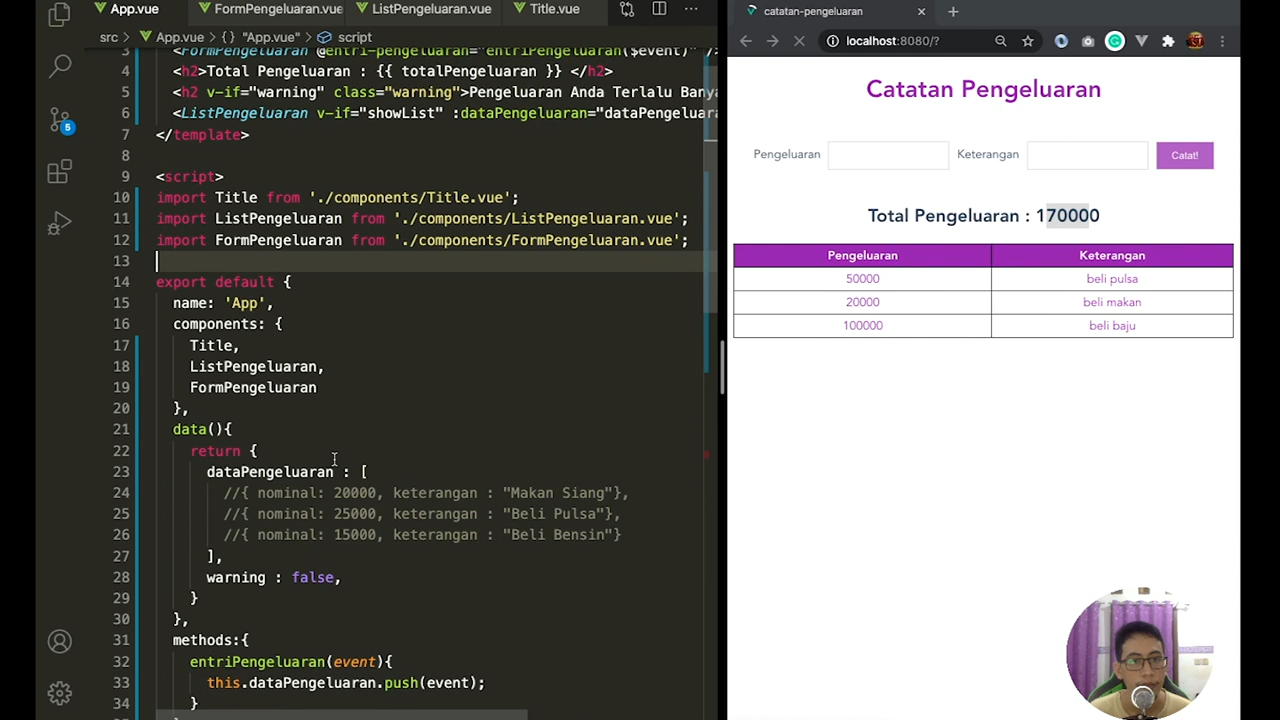 App.vue
FormPengeluaran.vue
ListPengeluaran.vue
Title.vue
src > App.vue > {} "App.vue" > script
3 <FormPengeluaran @entri-pengeluaran="entriPengeluaran($event)" />
4 <h2>Total Pengeluaran : {{ totalPengeluaran }} </h2>
5 <h2 v-if="warning" class="warning">Pengeluaran Anda Terlalu Banya
6 <ListPengeluaran v-if="showList" :dataPengeluaran="dataPengeluar
7 </template>
8
9 <script>
10 import Title from './components/Title.vue';
11 import ListPengeluaran from './components/ListPengeluaran.vue';
12 import FormPengeluaran from './components/FormPengeluaran.vue';
13
14 export default {
15 name: 'App',
16 components: {
17 Title,
18 ListPengeluaran,
19 FormPengeluaran
20 },
21 data(){
22 return {
23 dataPengeluaran : [
24 //{ nominal: 20000, keterangan : "Makan Siang"},
25 //{ nominal: 25000, keterangan : "Beli Pulsa"},
26 //{ nominal: 15000, keterangan : "Beli Bensin"}
27 ],
28 warning : false,
29 }
30 },
31 methods:{
32 entriPengeluaran(event){
33 this.dataPengeluaran.push(event);
34 }
5
catatan-pengeluaran
localhost:8080/?
Catatan Pengeluaran
Pengeluaran Keterangan Catat!
Total Pengeluaran : 170000
Pengeluaran Keterangan
50000 beli pulsa
20000 beli makan
100000 beli baju